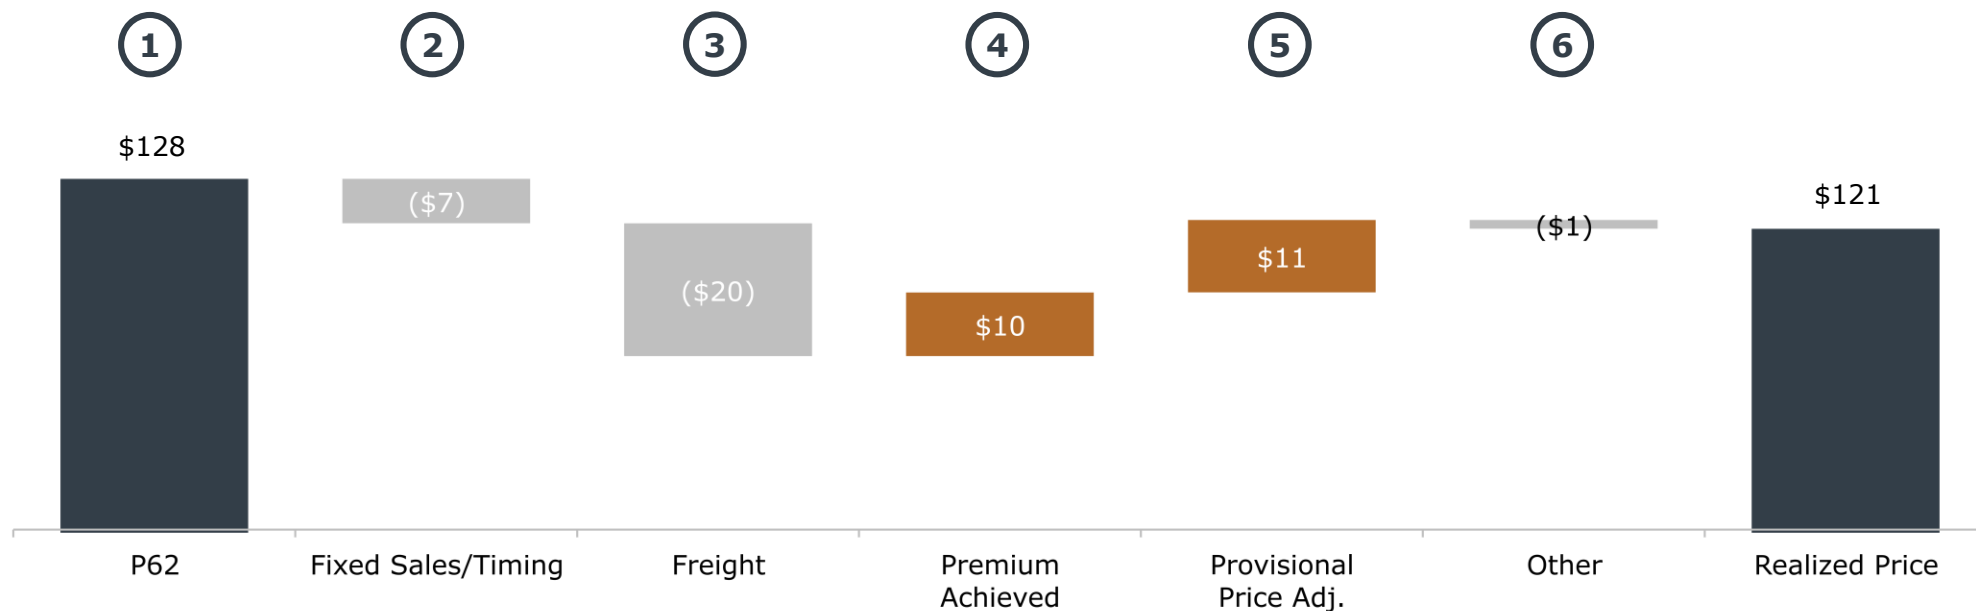 1
2
3
4
5
6
$128
($7)
($20)
$10
$11
($1)
$121
P62
Fixed Sales/Timing
Freight
Premium
Achieved
Provisional
Price Adj.
Other
Realized Price